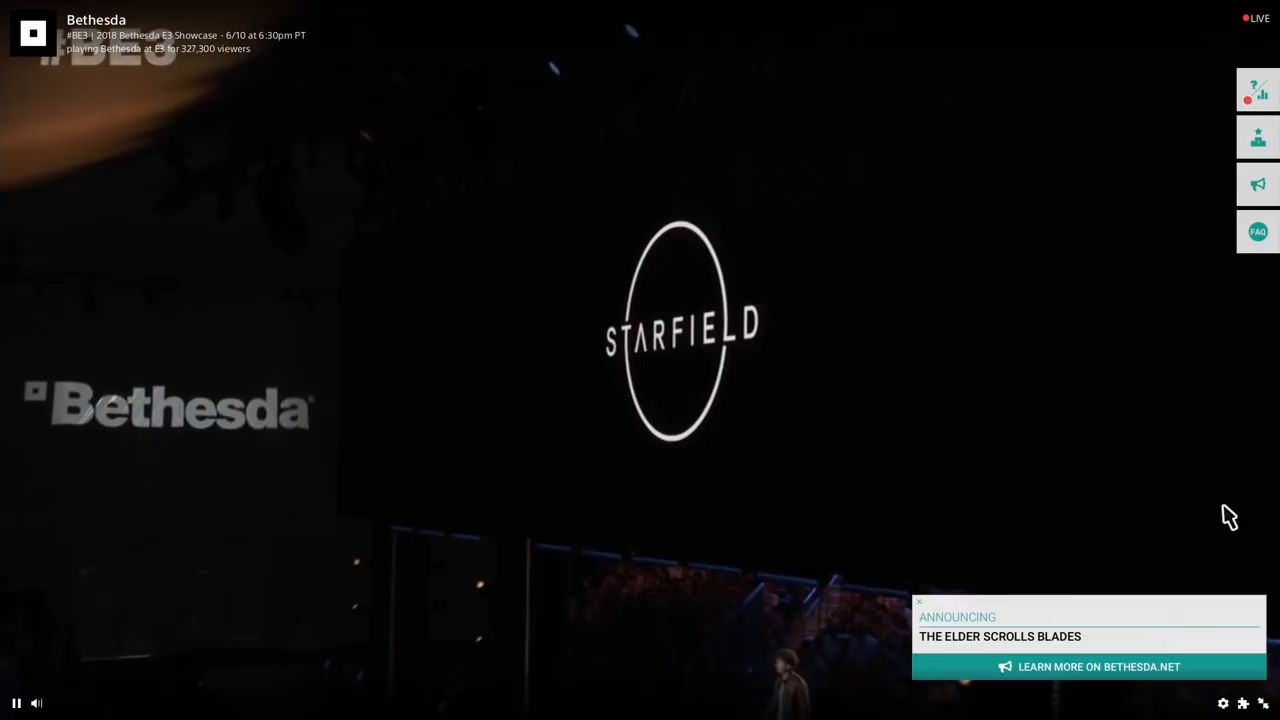 Bethesda
#BE3 | 2018 Bethesda E3 Showcase - 6/10 at 6:30pm PT
playing Bethesda at E3 for 327,300 viewers
#BE3
LIVE
FAQ
STARFIELD
Bethesda
ANNOUNCING
THE ELDER SCROLLS BLADES
LEARN MORE ON BETHESDA.NET